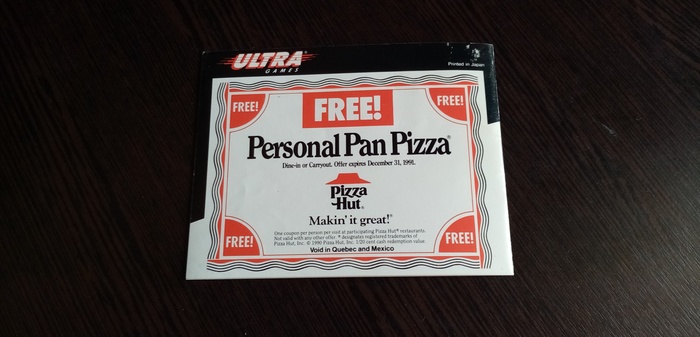 ULTRA
GAMES
Printed in Japan
FREE!
FREE!
FREE!
Personal Pan Pizza®
Dine-in or Carryout. Offer expires December 31, 1991.
Pizza
Hut®
Makin' it great!®
One coupon per person per visit at participating Pizza Hut® restaurants.
Not valid with any other offer. ® designates registered trademarks of
Pizza Hut, Inc. © 1990 Pizza Hut, Inc. 1/20 cent cash redemption value
Void in Quebec and Mexico
FREE!
FREE!